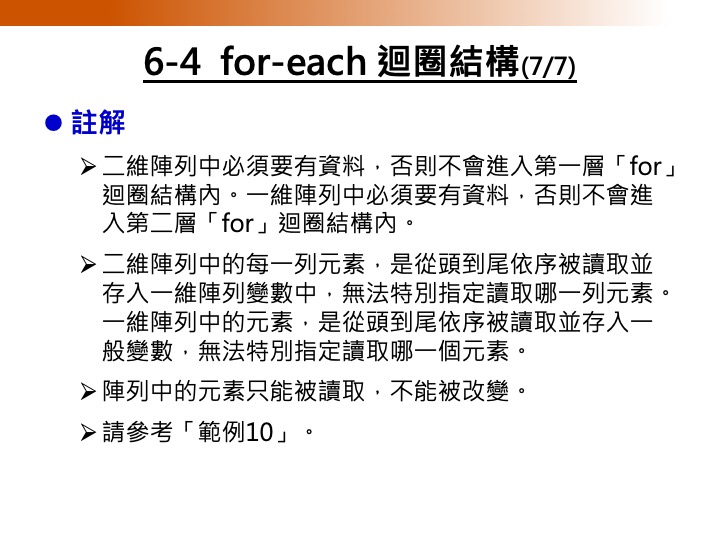 6-4 for-each 迴圈結構(7/7)
註解
二維陣列中必須要有資料，否則不會進入第一層「for」
迴圈結構內。一維陣列中必須要有資料，否則不會進
入第二層「for」迴圈結構內。
二維陣列中的每一列元素，是從頭到尾依序被讀取並
存入一維陣列變數中，無法特別指定讀取哪一列元素。
一維陣列中的元素，是從頭到尾依序被讀取並存入一
般變數，無法特別指定讀取哪一個元素。
陣列中的元素只能被讀取，不能被改變。
請參考「範例10」。